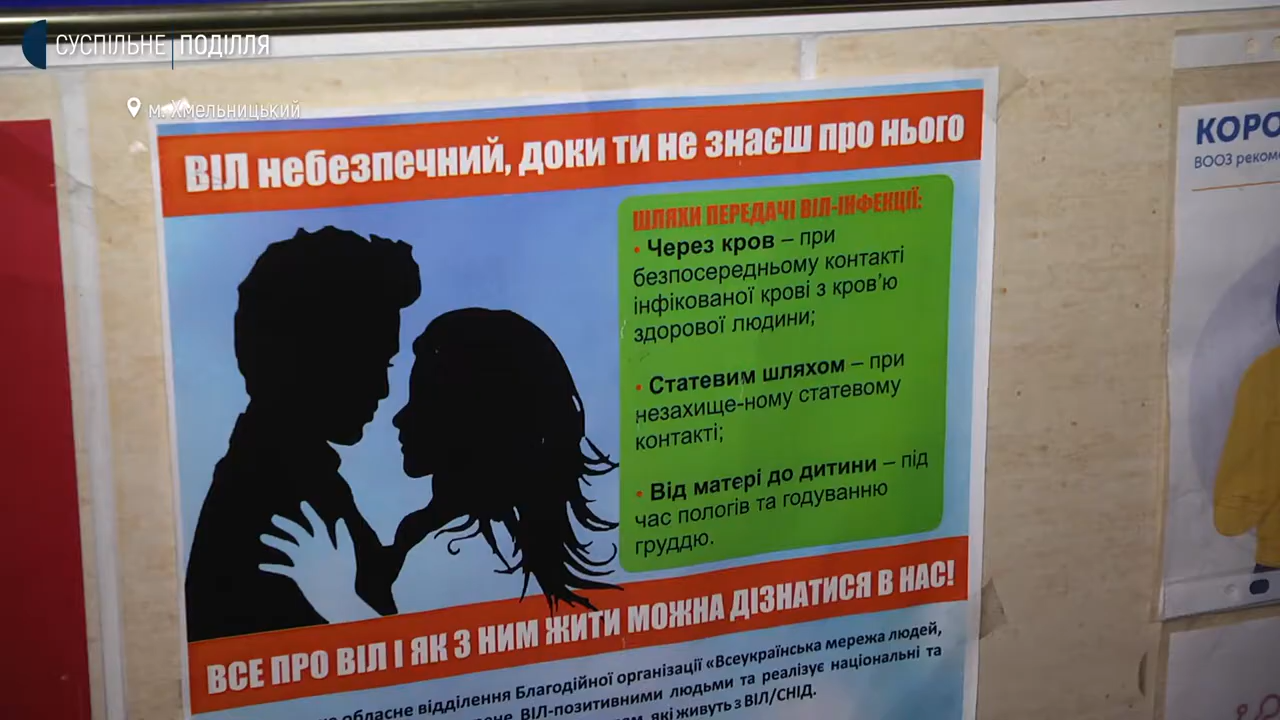 СУСПІЛЬНЕ ПОДІЛЛЯ
м. Хмельницький
ВІЛ небезпечний, доки ти не знаєш про нього
ШЛЯХИ ПЕРЕДАЧІ ВІЛ-ІНФЕКЦІЇ:
• Через кров – при
безпосередньому контакті
інфікованої крові з кров’ю
здорової людини;
• Статевим шляхом – при
незахище-ному статевому
контакті;
• Від матері до дитини – під
час пологів та годуванню
груддю.
ВСЕ ПРО ВІЛ І ЯК З НИМ ЖИТИ МОЖНА ДІЗНАТИСЯ В НАС!
обласне відділення Благодійної організації «Всеукраїнська мережа людей,
ВІЛ-позитивними людьми та реалізує національні та
які живуть з ВІЛ/СНІД.
КОРО
ВООЗ реком